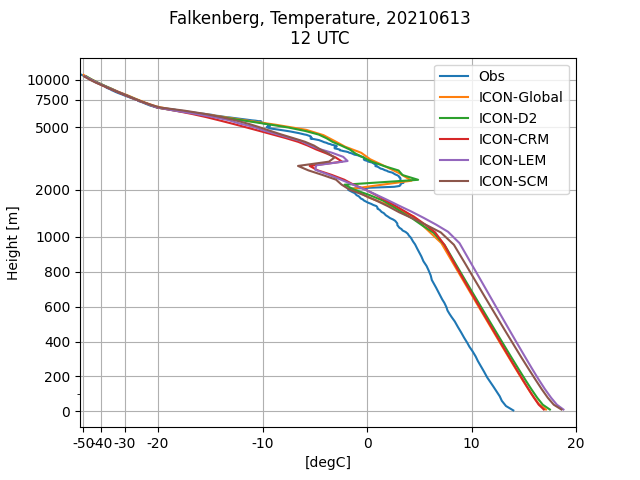 Falkenberg, Temperature, 20210613
12 UTC
Height [m]
10000
7500
5000
2000
1000
800
600
400
200
0
Obs
ICON-Global
ICON-D2
ICON-CRM
ICON-LEM
ICON-SCM
-50 -40 -30 -20 -10 0 10 20
[degC]